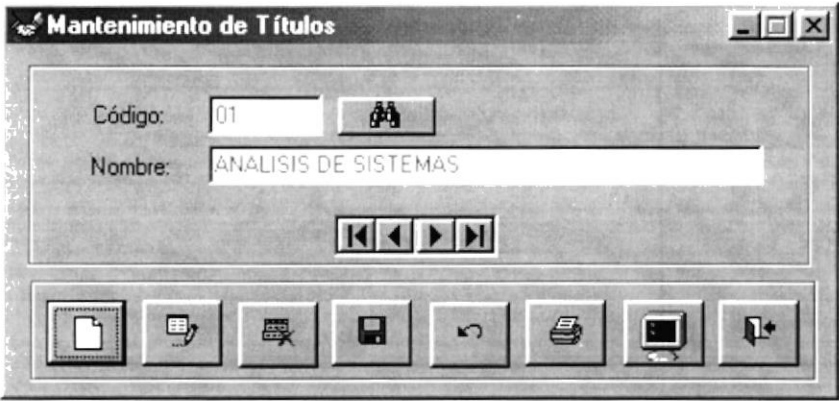 Mantenimiento de Títulos
Código: 01
Nombre: ANALISIS DE SISTEMAS